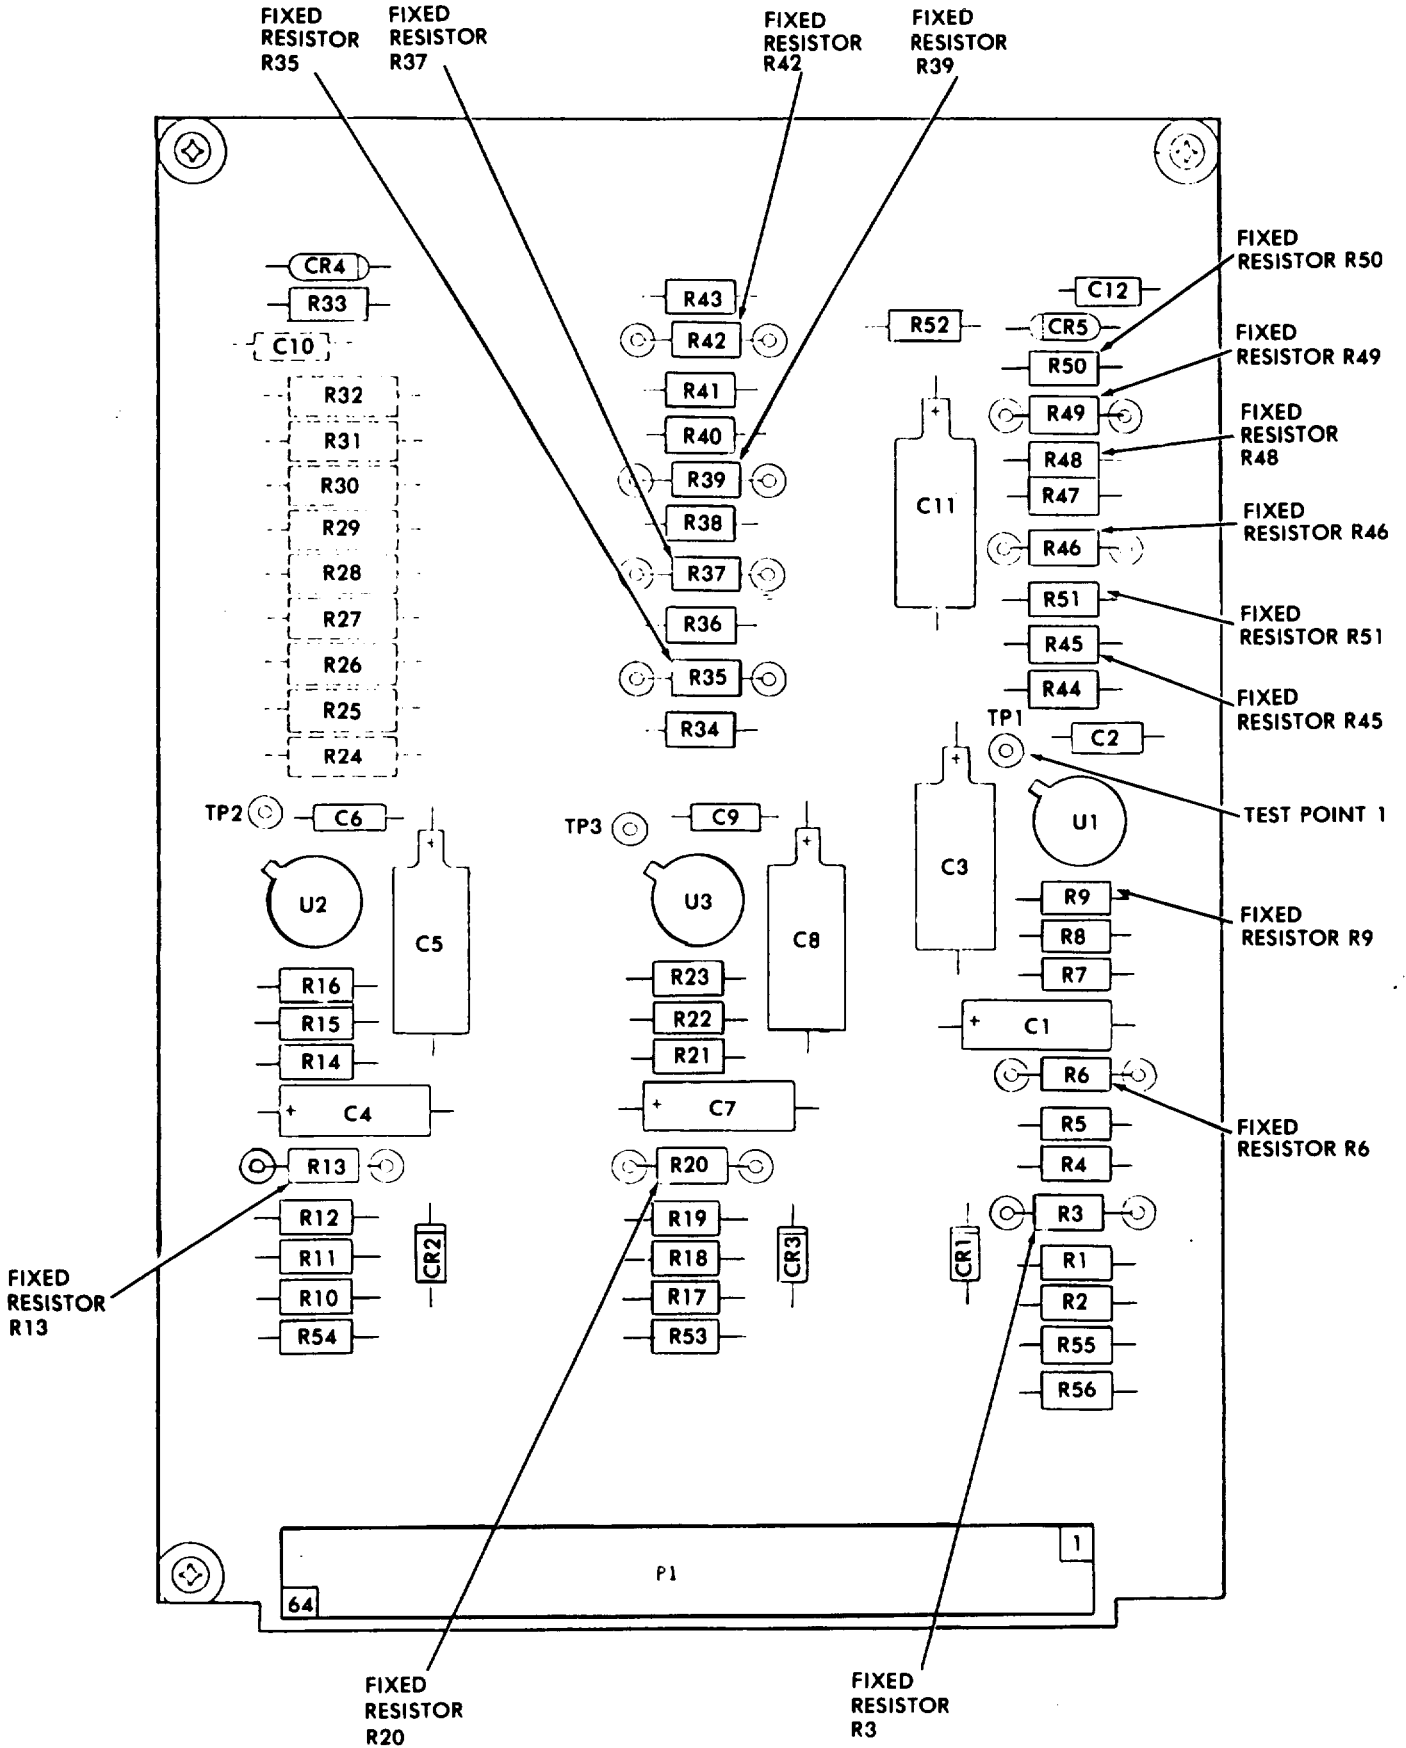 FIXED
RESISTOR
R35
FIXED
RESISTOR
R37
FIXED
RESISTOR
R42
FIXED
RESISTOR
R39
FIXED
RESISTOR R50
FIXED
RESISTOR R49
FIXED
RESISTOR
R48
FIXED
RESISTOR R46
FIXED
RESISTOR R51
FIXED
RESISTOR R45
TEST POINT 1
FIXED
RESISTOR R9
FIXED
RESISTOR R6
CR4
R33
C10
R32
R31
R30
R29
R28
R27
R26
R25
R24
TP2
C6
U2
C5
R16
R15
R14
+
C4
R13
R12
R11
R10
R54
CR2
+
R43
R42
R41
R40
R39
R38
R37
R36
R35
R34
TP3
C9
U3
+
C8
R23
R22
R21
+
C7
R20
R19
R18
R17
R53
CR3
R52
C12
CR5
R50
R49
R48
R47
R46
R51
R45
R44
+
C11
TP1
C2
U1
+
C3
R9
R8
R7
+
C1
R6
R5
R4
R3
R1
R2
R55
R56
CR1
FIXED
RESISTOR
R13
1
P1
64
FIXED
RESISTOR
R20
FIXED
RESISTOR
R3